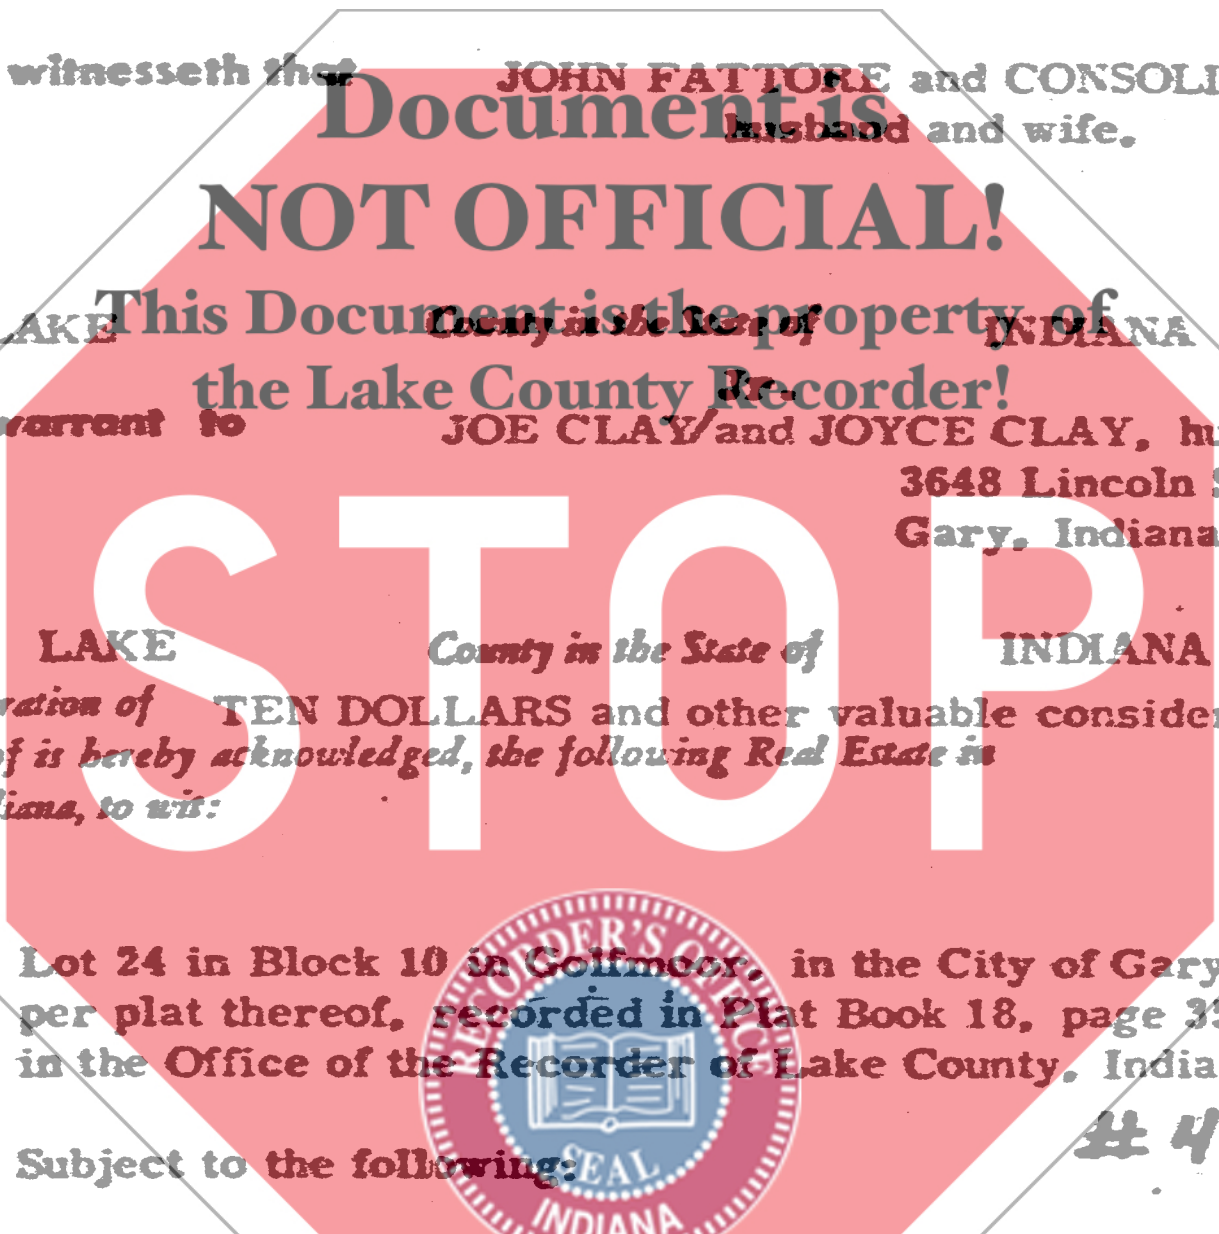 witnesseth that JOHN FATTORE and CONSOLI
husband and wife.
Document is
NOT OFFICIAL!
This Document is the property of
the Lake County Recorder!
AKE County in the State of INDIANA
Jr.
warrant to JOE CLAY/and JOYCE CLAY, hu
3648 Lincoln S
Gary, Indiana
STOP
LAKE County in the State of INDIANA
ration of TEN DOLLARS and other valuable consider
of is hereby acknowledged, the following Real Estate in
diana, to wit:
Lot 24 in Block 10 in Golfmoor, in the City of Gary
per plat thereof, recorded in Plat Book 18, page
in the Office of the Recorder of Lake County, India
# 4
Subject to the following:
RECORDER'S OFFICE
SEAL
INDIANA